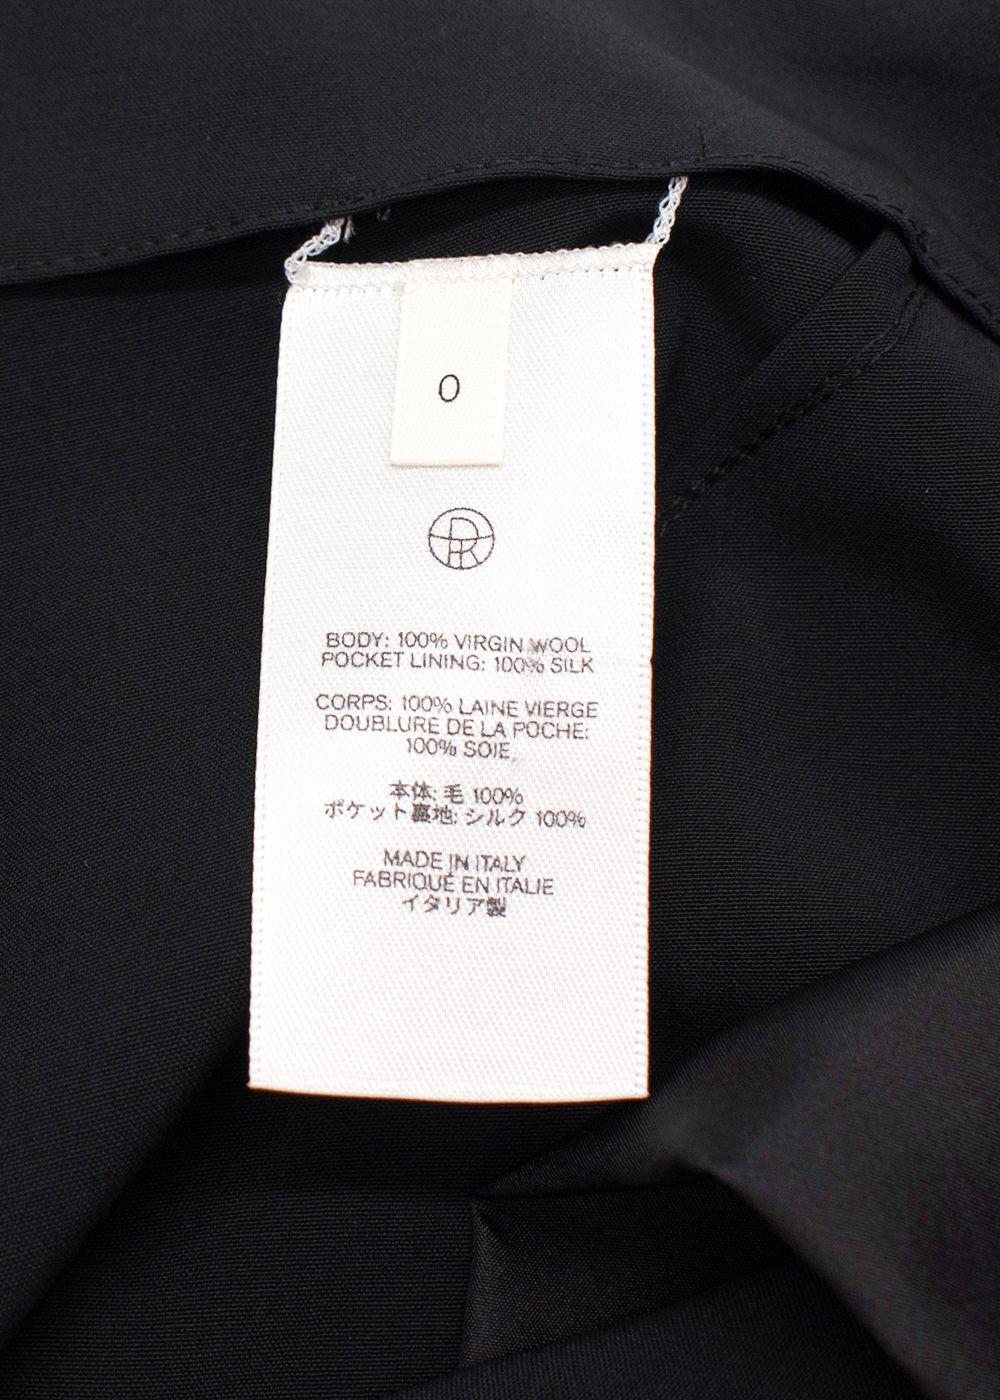 0
BODY: 100% VIRGIN WOOL
POCKET LINING: 100% SILK
CORPS: 100% LAINE VIERGE
DOUBLURE DE LA POCHE:
100% SOIE
本体: 毛 100%
ポケット裏地: シルク 100%
MADE IN ITALY
FABRIQUÉ EN ITALIE
イタリア製